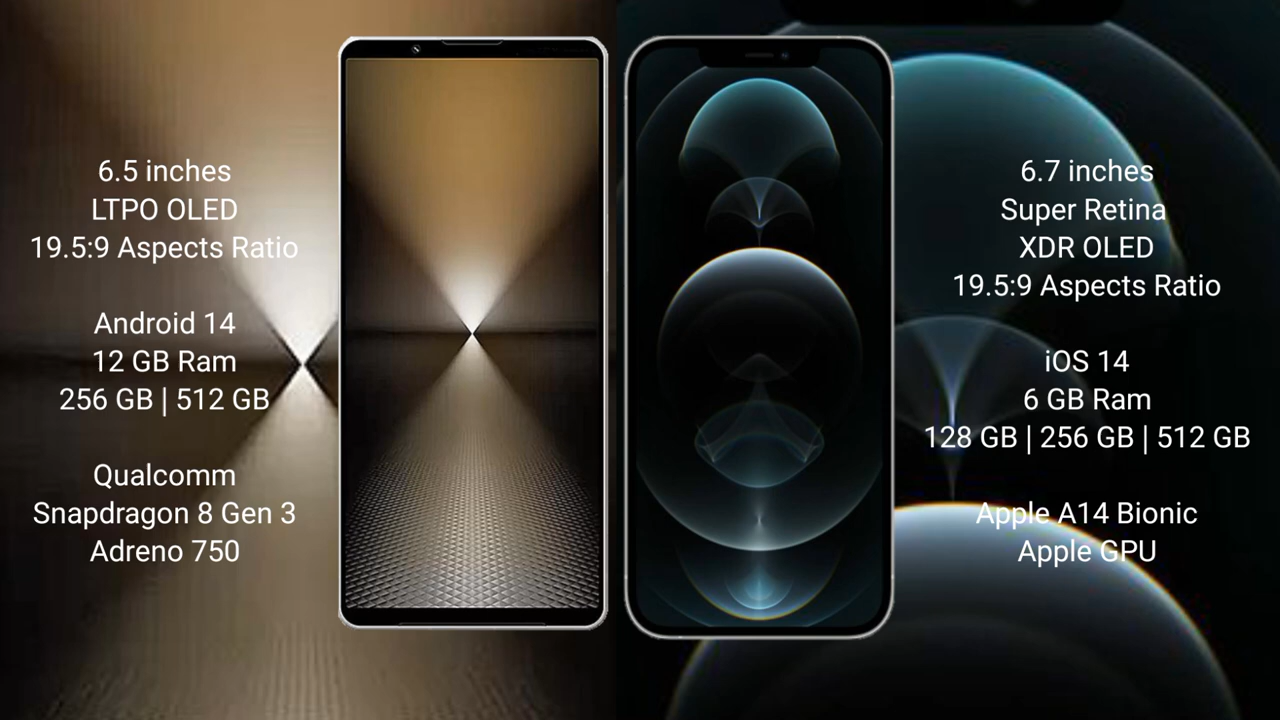 6.5 inches
LTPO OLED
19.5:9 Aspects Ratio
Android 14
12 GB Ram
256 GB | 512 GB
Qualcomm
Snapdragon 8 Gen 3
Adreno 750
6.7 inches
Super Retina
XDR OLED
19.5:9 Aspects Ratio
iOS 14
6 GB Ram
128 GB | 256 GB | 512 GB
Apple A14 Bionic
Apple GPU